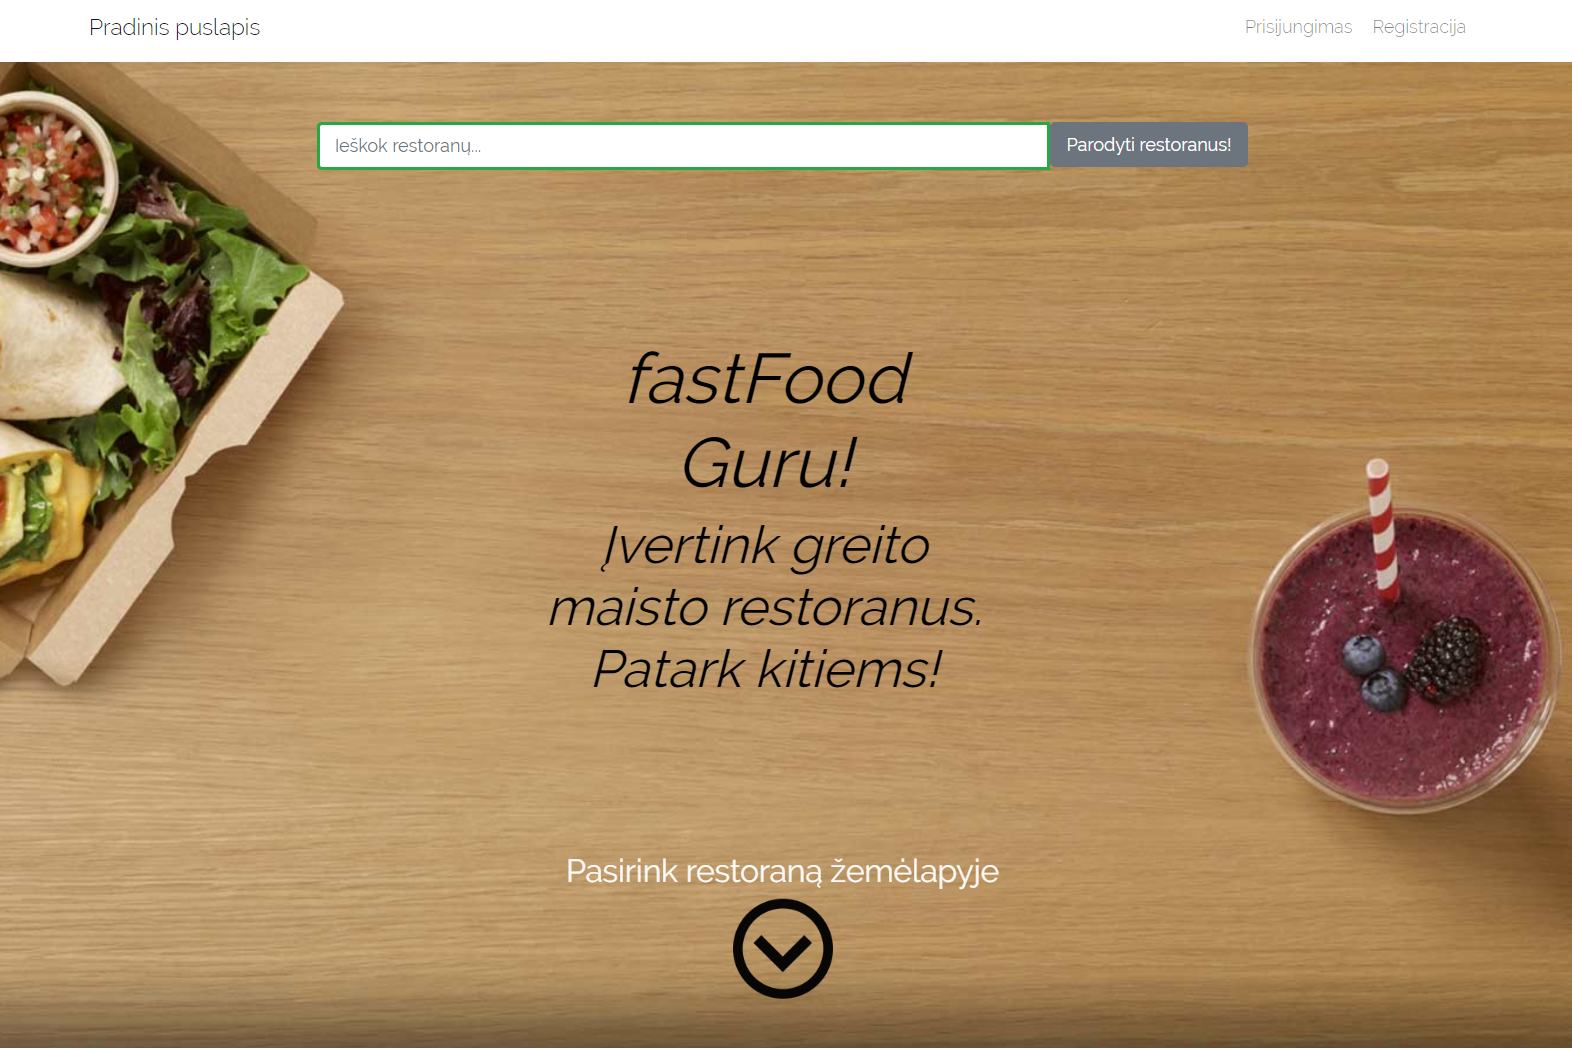 Pradinis puslapis
Prisijungimas
Registracija
Ieškok restoranų...
Parodyti restoranus!
fastFood
Guru!
Įvertink greito
maisto restoranus.
Patark kitiems!
Pasirink restoraną žemėlapyje